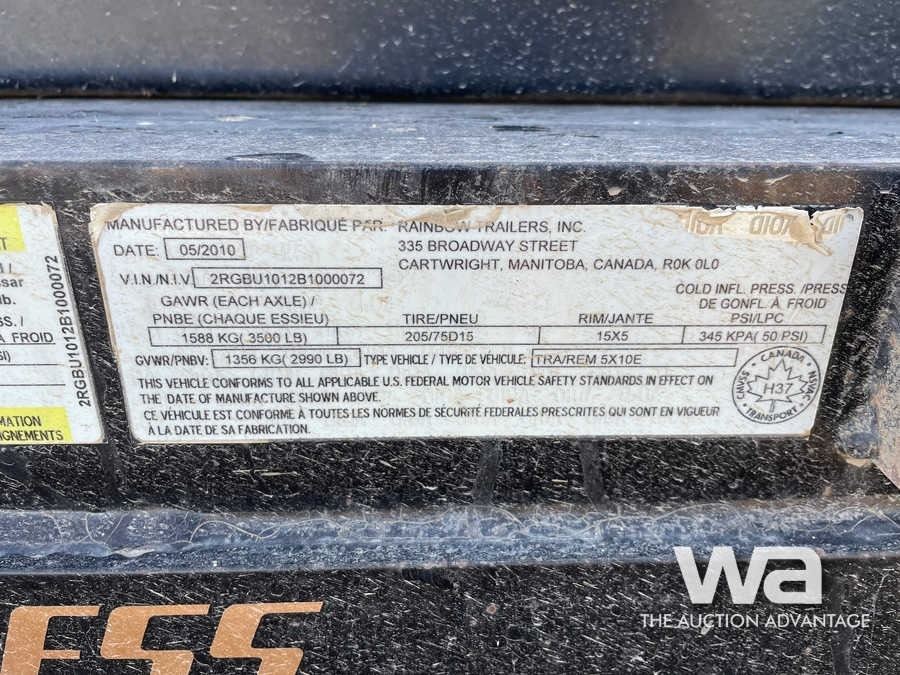 MANUFACTURED BY/FABRIQUÉ PAR: RAINBOW TRAILERS, INC.
DATE: 05/2010 335 BROADWAY STREET
CARTWRIGHT, MANITOBA, CANADA, R0K 0L0
V.I.N./N.I.V. 2RGBU1012B1000072
COLD INFL. PRESS./PRESS
GAWR (EACH AXLE) / DE GONFL. À FROID
PNBE (CHAQUE ESSIEU) TIRE/PNEU RIM/JANTE PSI/LPC
1588 KG( 3500 LB) 205/75D15 15X5 345 KPA( 50 PSI)
GVWR/PNBV: 1356 KG( 2990 LB) TYPE VEHICLE / TYPE DE VÉHICULE: TRA/REM 5X10E
THIS VEHICLE CONFORMS TO ALL APPLICABLE U.S. FEDERAL MOTOR VEHICLE SAFETY STANDARDS IN EFFECT ON
THE DATE OF MANUFACTURE SHOWN ABOVE.
CE VÉHICULE EST CONFORME À TOUTES LES NORMES DE SÉCURITÉ FÉDERALES PRESCRITES QUI SONT EN VIGUEUR
À LA DATE DE SA FABRICATION.
CANADA
H37
TRANSPORT
2RGBU1012B1000072
A FROID
wa
THE AUCTION ADVANTAGE
ESS